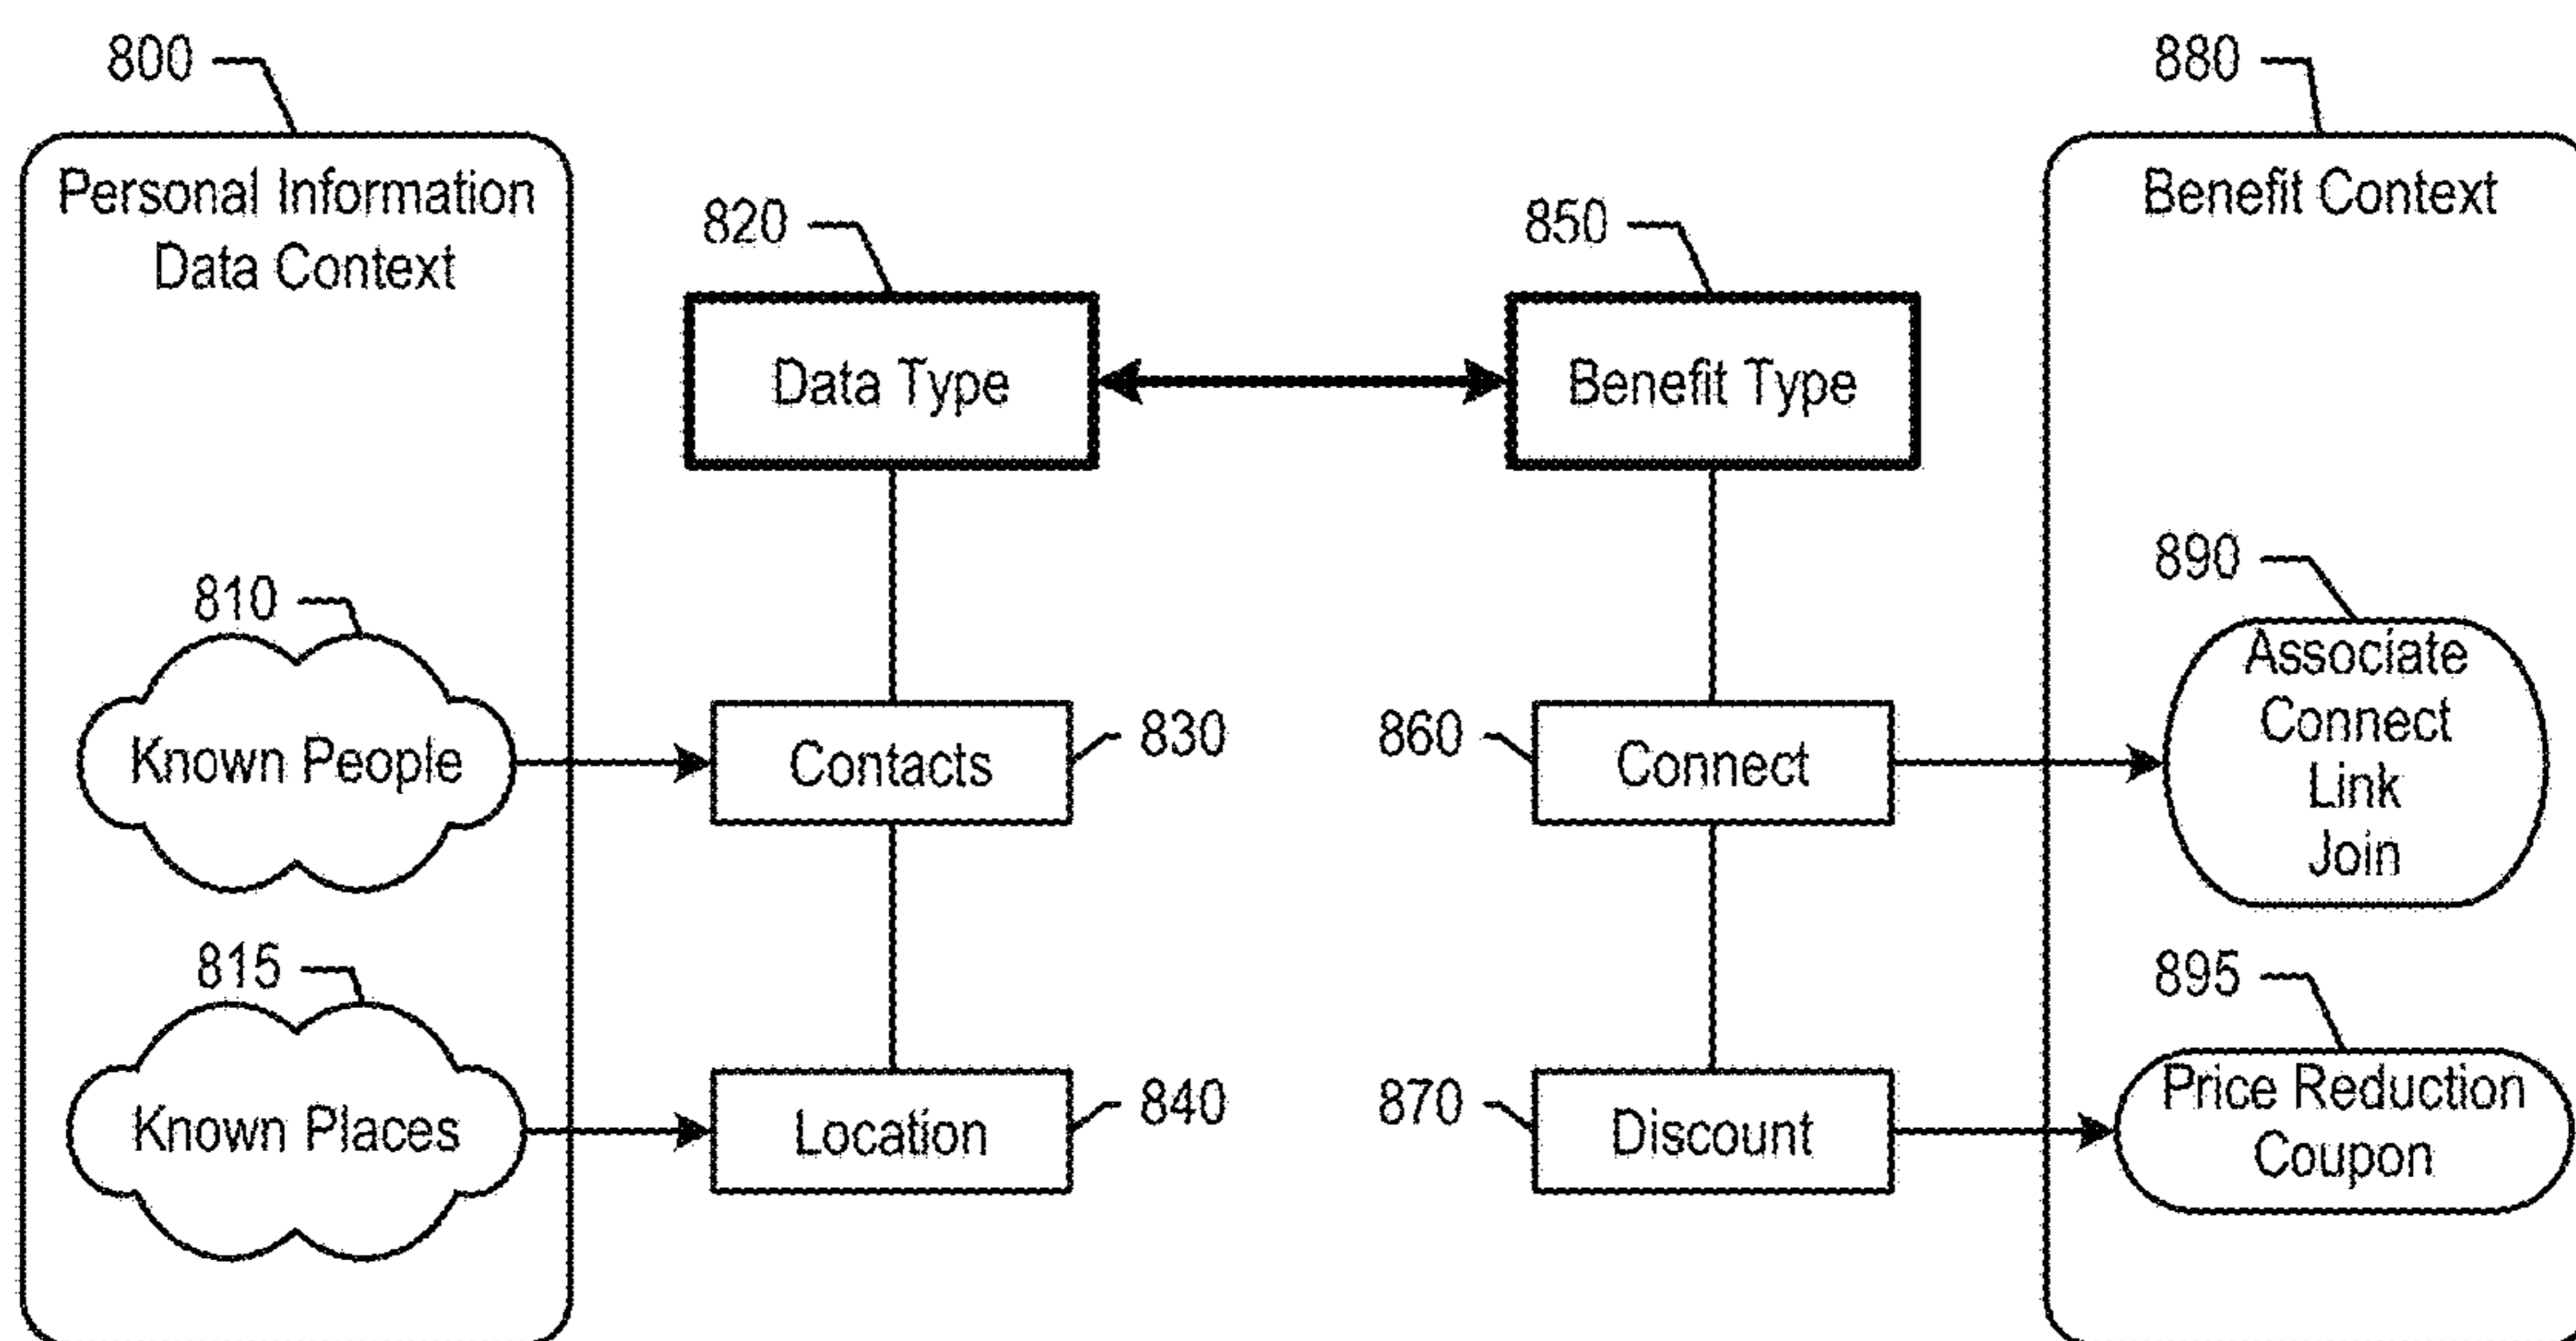 800
880
Personal Information
Data Context
Benefit Context
820
850
Data Type
Benefit Type
810
890
Known People
Contacts
830
860
Connect
Associate
Connect
Link
Join
815
895
Known Places
Location
840
870
Discount
Price Reduction
Coupon